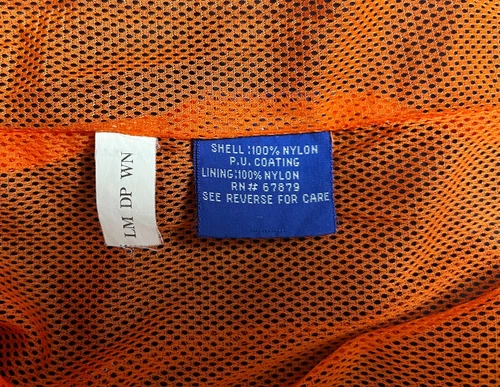 LM DP WN
SHELL:100% NYLON
P.U. COATING
LINING:100% NYLON
RN# 67879
SEE REVERSE FOR CARE